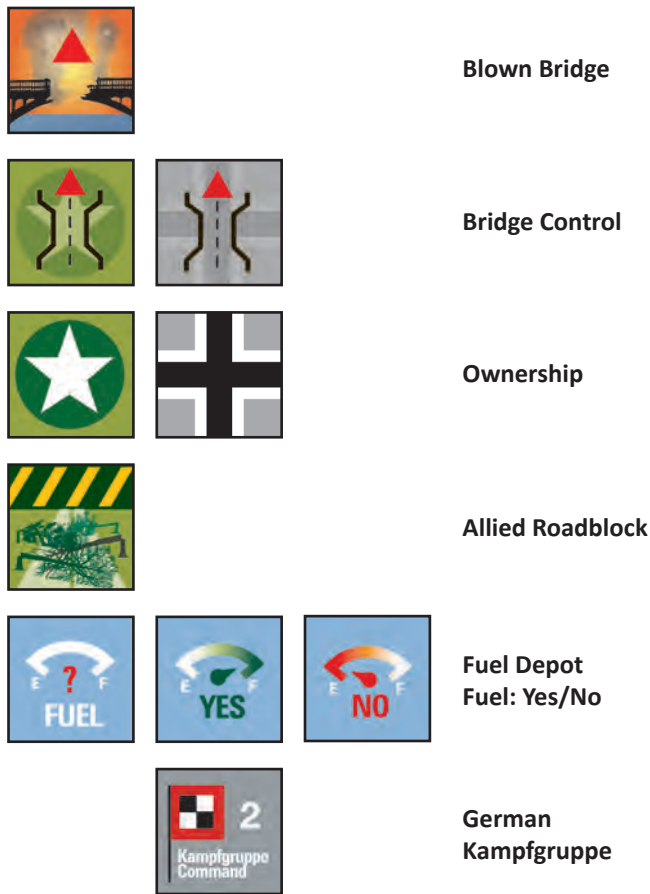 Blown Bridge
Bridge Control
Ownership
Allied Roadblock
E ? F
FUEL
E F
YES
E F
NO
Fuel Depot
Fuel: Yes/No
2
Kampfgruppe
Command
German
Kampfgruppe